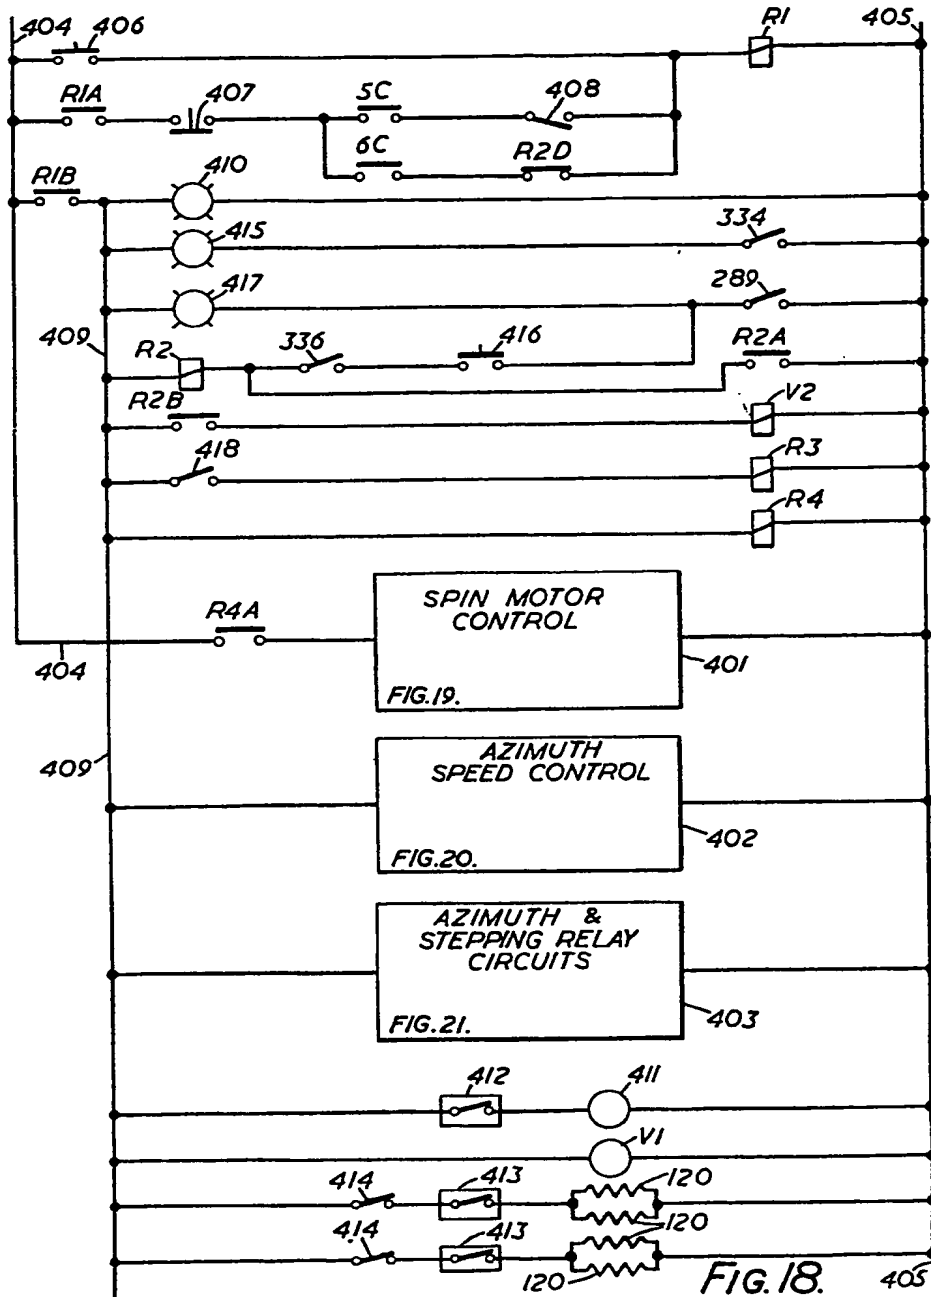 404 406 R1 405
R1A 407 5C 408
6C R2D
R1B 410
415 334
417 289
409 R2 336 416 R2A
R2B V2
418 R3
R4
R4A SPIN MOTOR
CONTROL
404 401
FIG.19.
409 AZIMUTH
SPEED CONTROL
402
FIG.20.
AZIMUTH &
STEPPING RELAY
CIRCUITS
403
FIG.21.
412 411
V1
414 413 120
414 413 120
120 FIG.18. 405